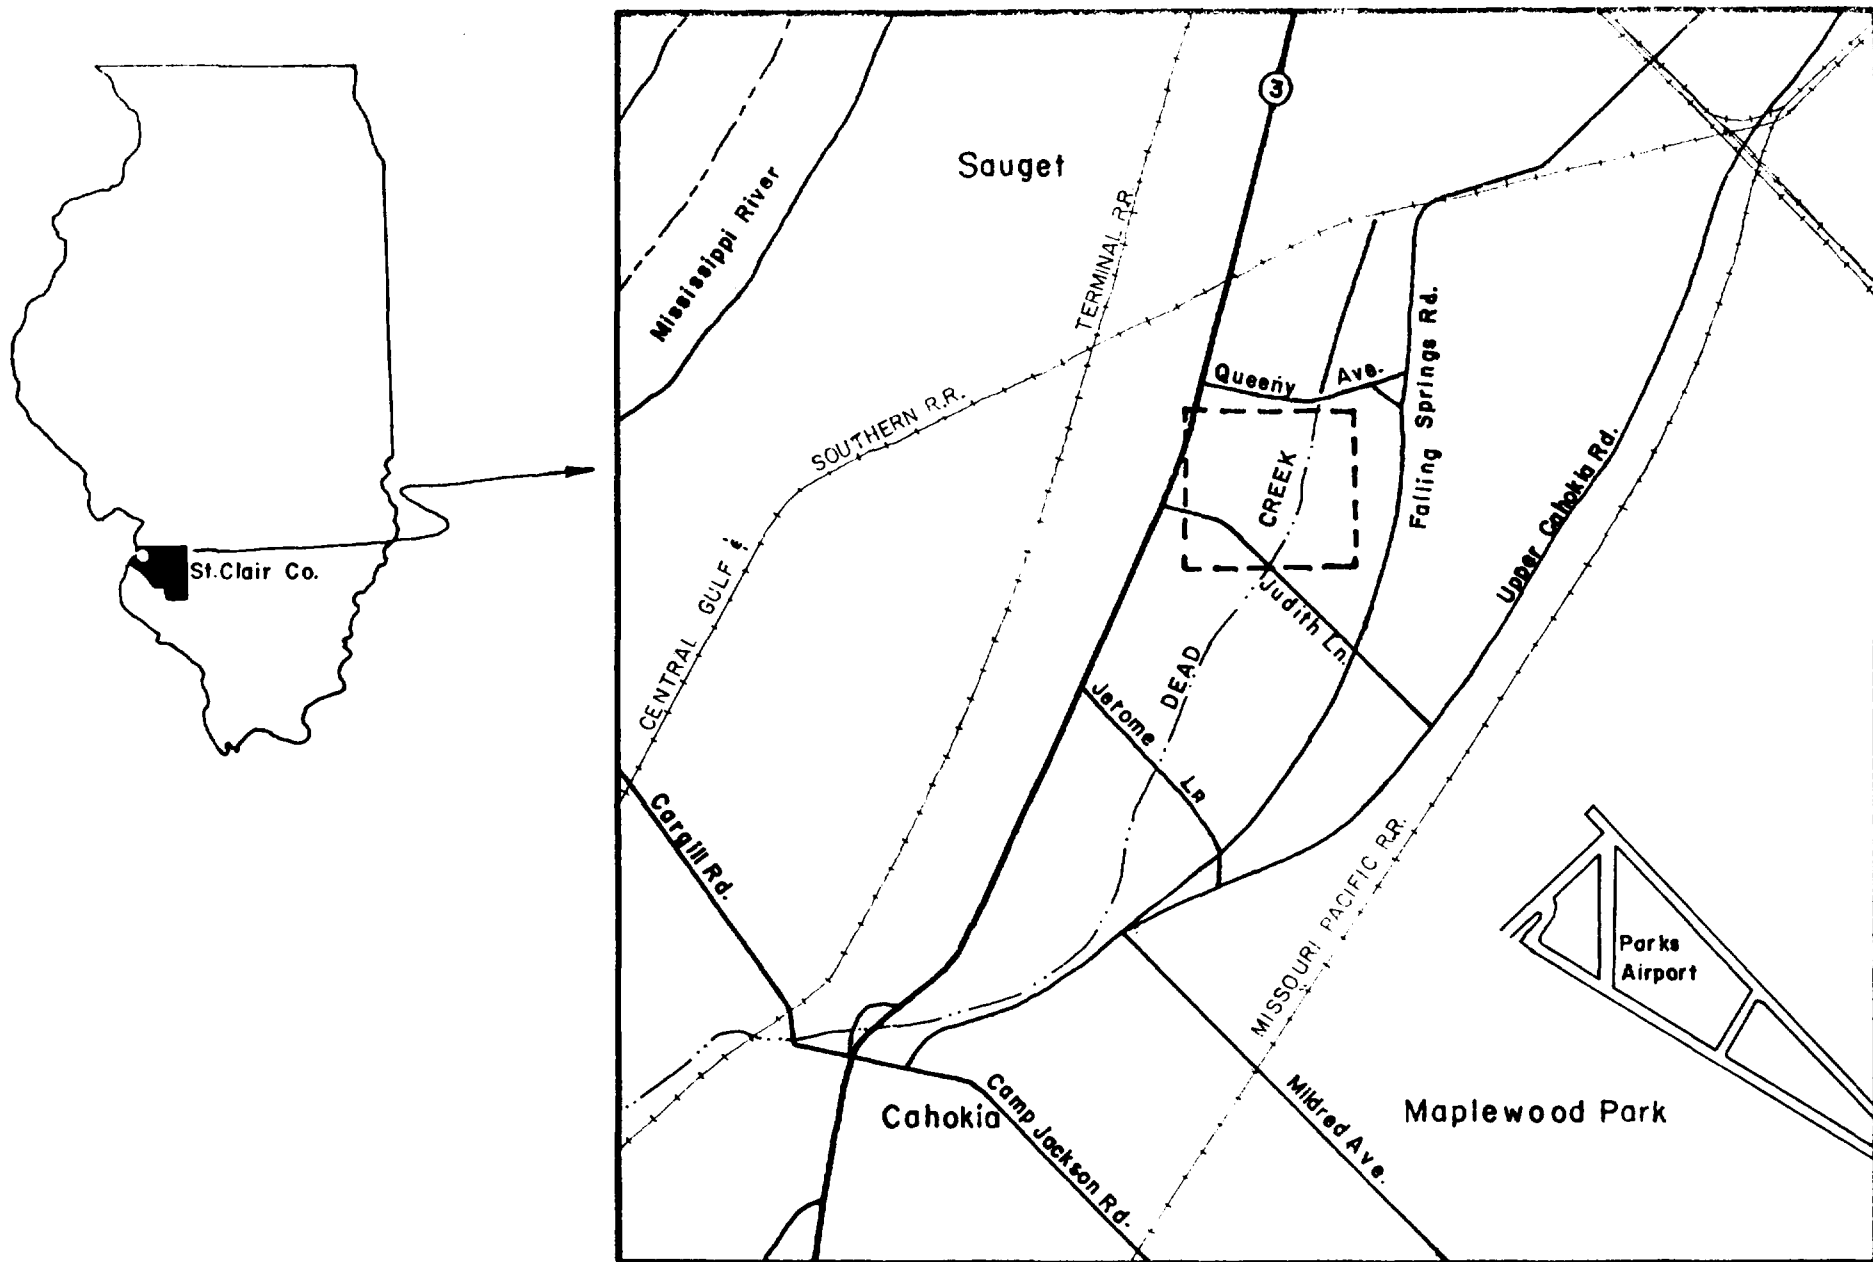 St. Clair Co.
3
Sauget
Mississippi River
TERMINAL R.R.
SOUTHERN R.R.
CENTRAL GULF &
Queeny Ave.
Falling Springs Rd.
Upper Cahokia Rd.
DEAD CREEK
Judith Ln.
Jerome Ln
Cargill Rd.
MISSOURI PACIFIC R.R.
Parks
Airport
Cahokia
Camp Jackson Rd.
Mildred Ave.
Maplewood Park